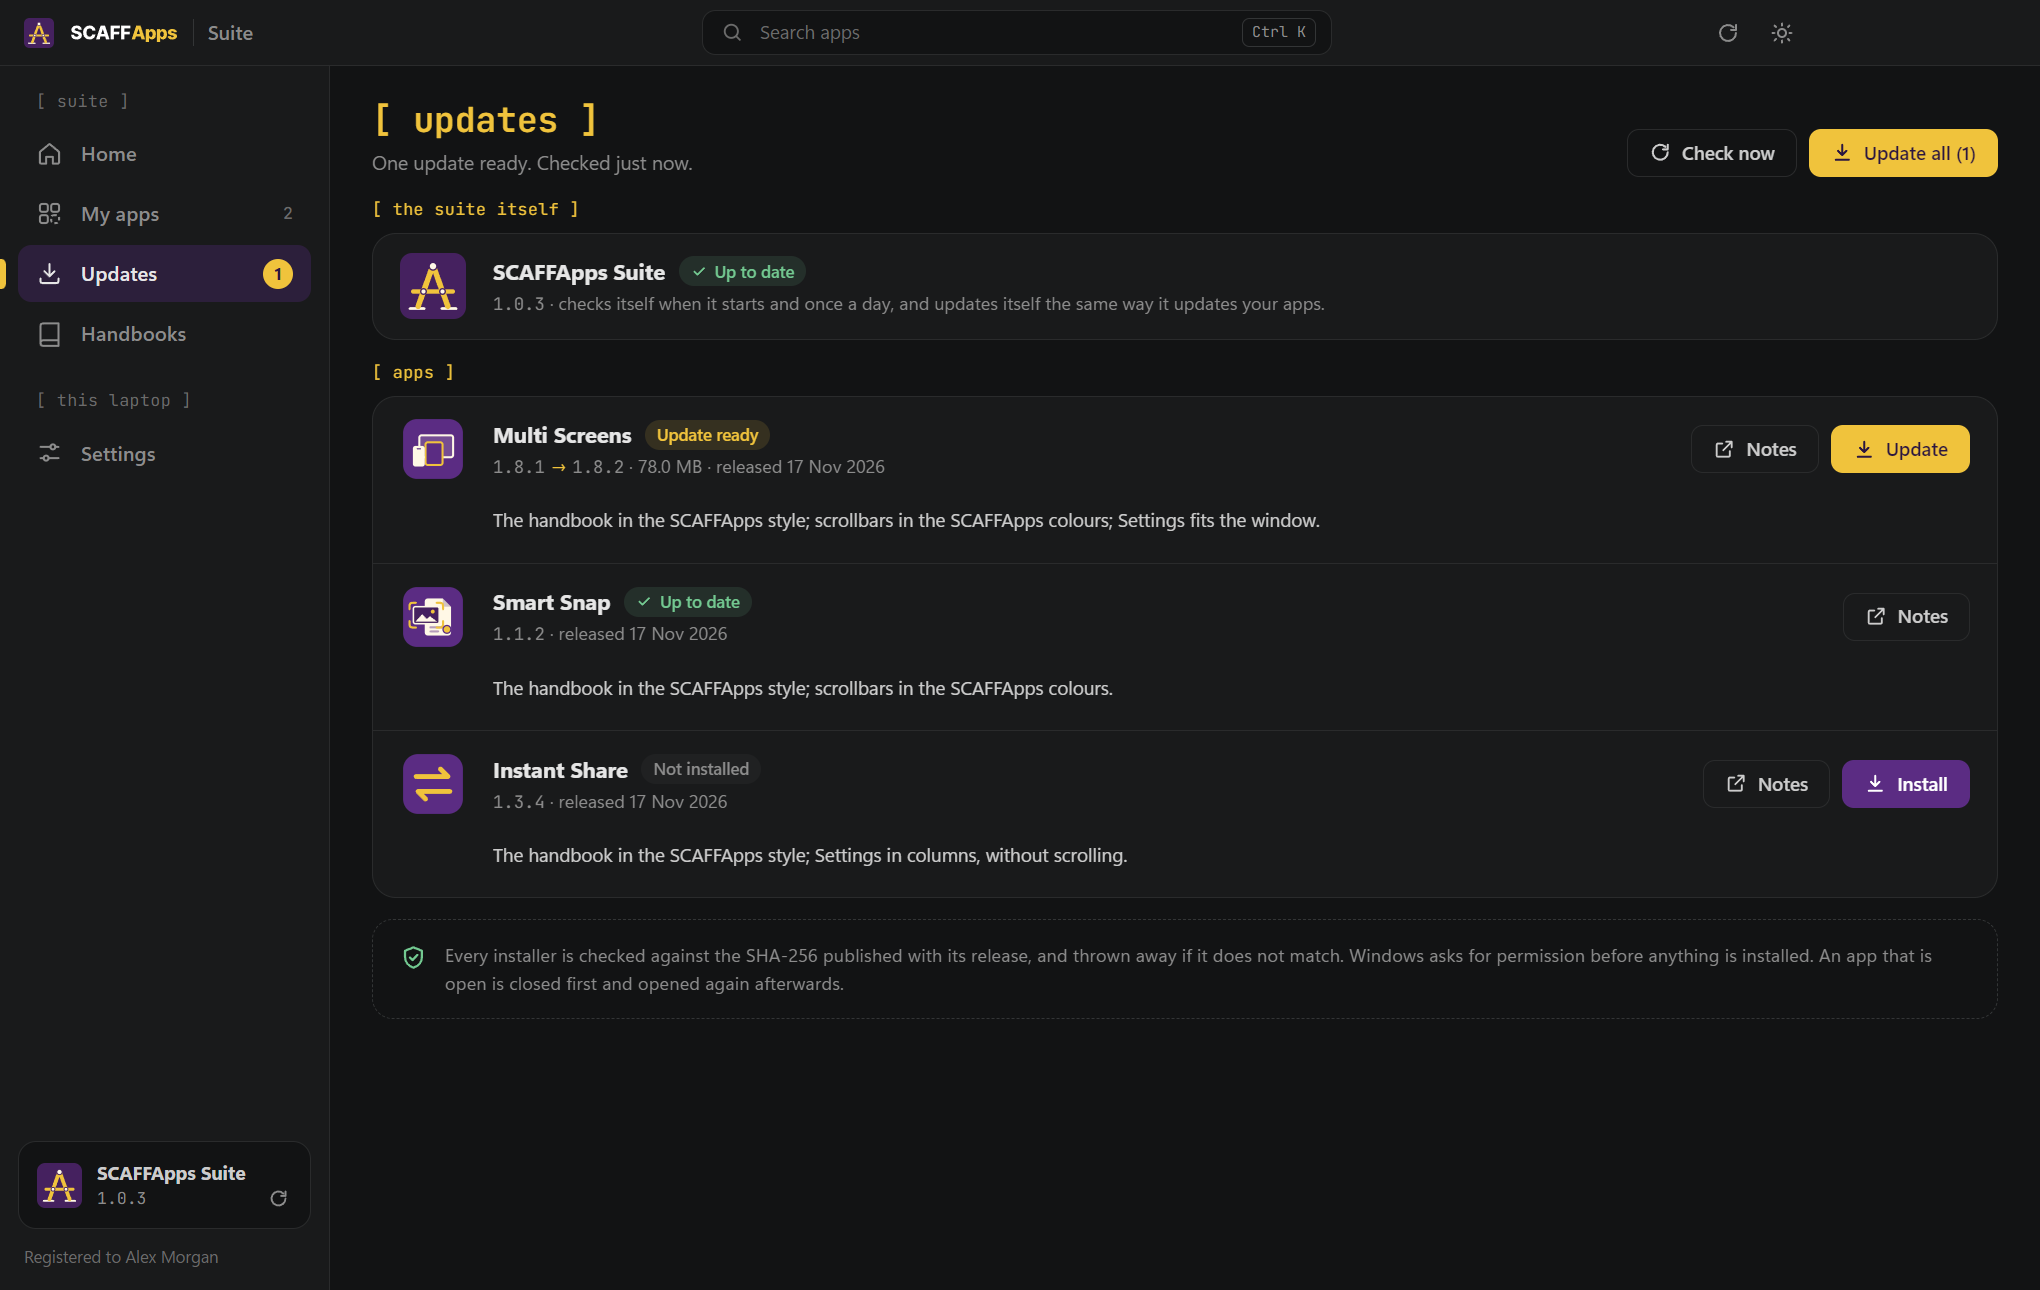 SCAFFApps Suite
Search apps
Ctrl K
[ suite ]
Home
My apps 2
Updates 1
Handbooks
[ this laptop ]
Settings
SCAFFApps Suite
1.0.3
Registered to Alex Morgan
[ updates ]
One update ready. Checked just now.
Check now
Update all (1)
[ the suite itself ]
SCAFFApps Suite Up to date
1.0.3 · checks itself when it starts and once a day, and updates itself the same way it updates your apps.
[ apps ]
Multi Screens Update ready
1.8.1 → 1.8.2 · 78.0 MB · released 17 Nov 2026
Notes
Update
The handbook in the SCAFFApps style; scrollbars in the SCAFFApps colours; Settings fits the window.
Smart Snap Up to date
1.1.2 · released 17 Nov 2026
Notes
The handbook in the SCAFFApps style; scrollbars in the SCAFFApps colours.
Instant Share Not installed
1.3.4 · released 17 Nov 2026
Notes
Install
The handbook in the SCAFFApps style; Settings in columns, without scrolling.
Every installer is checked against the SHA-256 published with its release, and thrown away if it does not match. Windows asks for permission before anything is installed. An app that is
open is closed first and opened again afterwards.